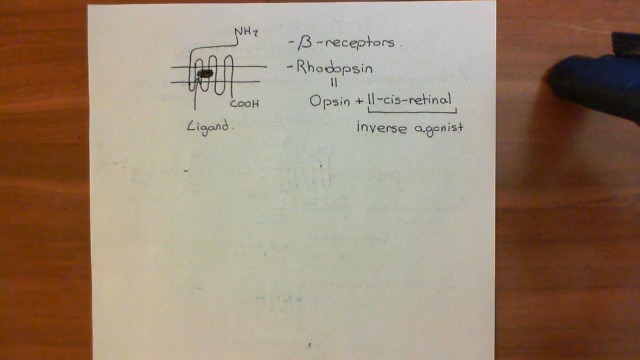 NH₂
- β-receptors.
- Rhodopsin
=
Opsin + 11-cis-retinal
COOH
Ligand.
inverse agonist